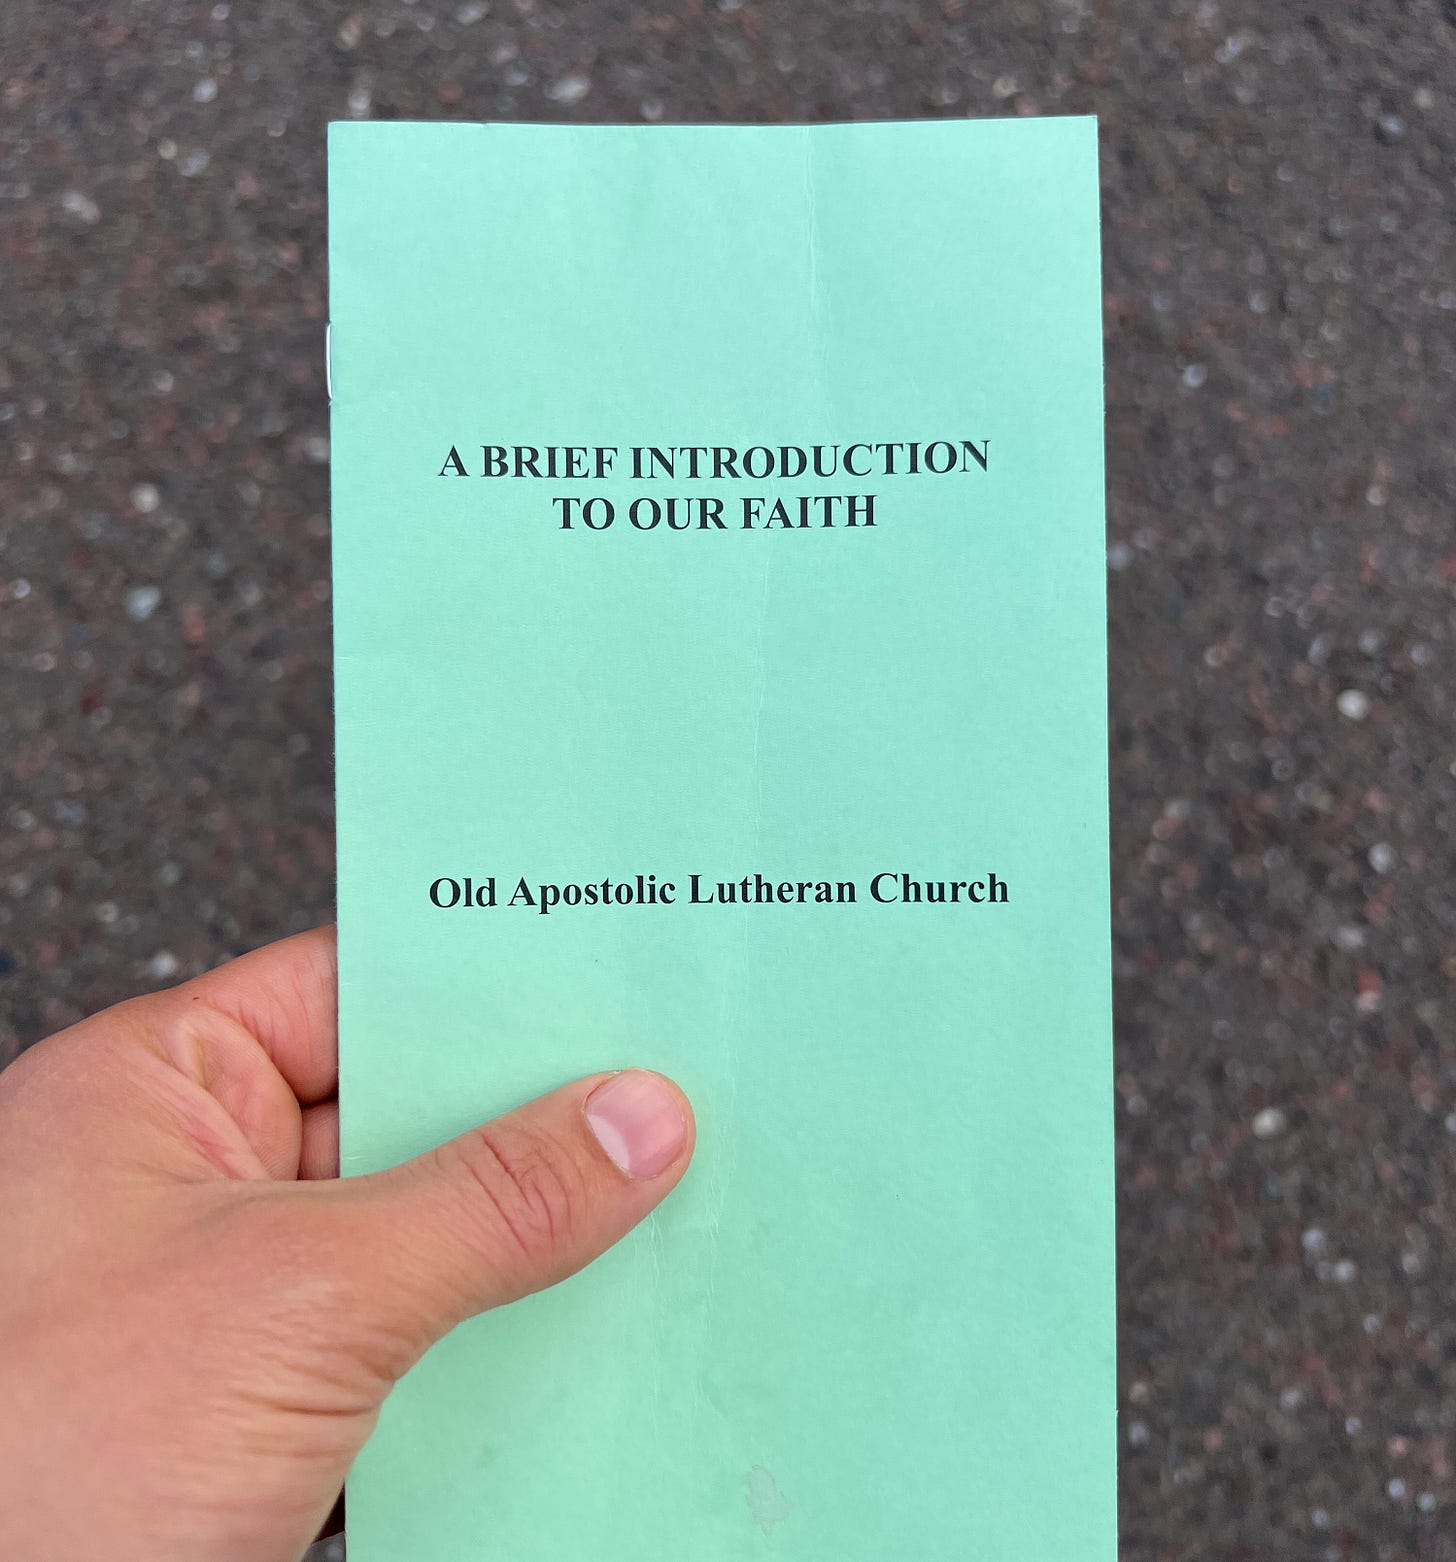 A BRIEF INTRODUCTION
TO OUR FAITH
Old Apostolic Lutheran Church